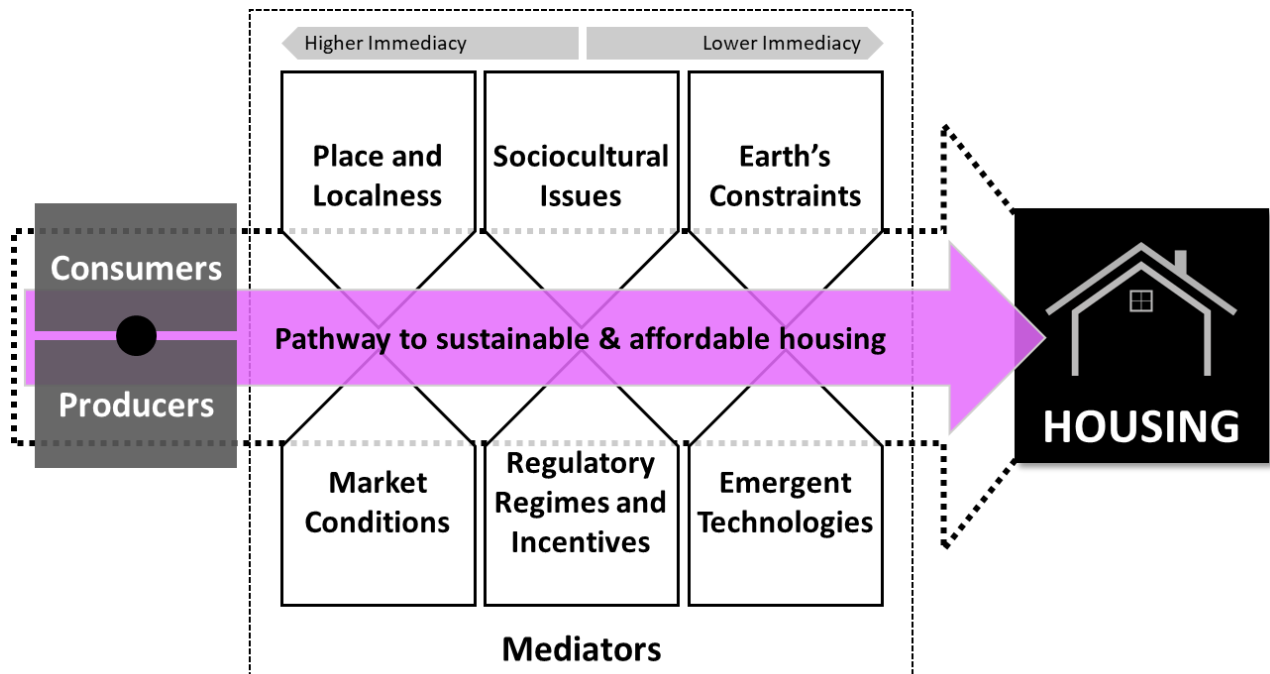 Higher Immediacy
Lower Immediacy
Place and
Localness
Sociocultural
Issues
Earth's
Constraints
Consumers
Pathway to sustainable & affordable housing
Producers
HOUSING
Market
Conditions
Regulatory
Regimes and
Incentives
Emergent
Technologies
Mediators